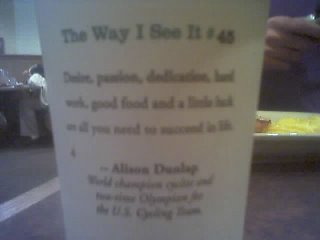 The Way I See It #45
Desire, passion, dedication, hard
work, good food and a little luck
are all you need to succeed in life.
-- Alison Dunlap
World champion cyclist and
two-time Olympian for
the U.S. Cycling Team.